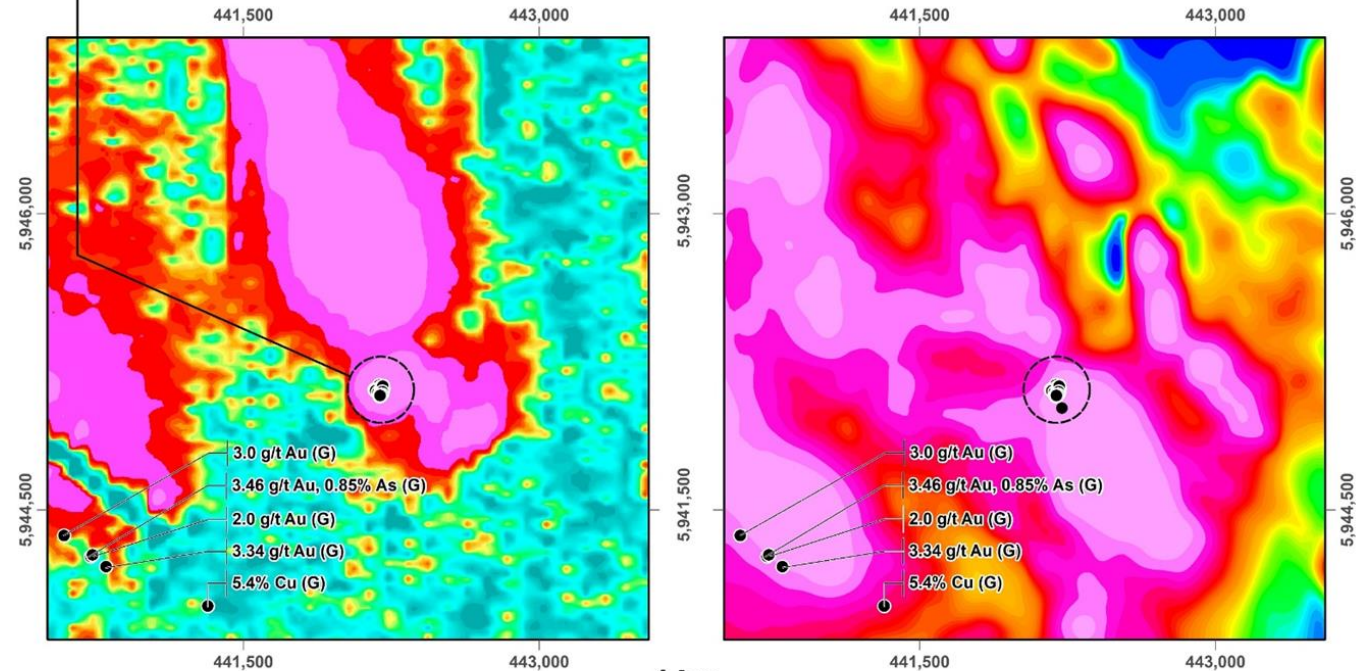 441,500 443,000 441,500 443,000
5,946,000 5,943,000 5,946,000
3.0 g/t Au (G) 3.0 g/t Au (G)
3.46 g/t Au, 0.85% As (G) 3.46 g/t Au, 0.85% As (G)
5,944,500 5,941,500 5,944,500
2.0 g/t Au (G) 2.0 g/t Au (G)
3.34 g/t Au (G) 3.34 g/t Au (G)
5.4% Cu (G) 5.4% Cu (G)
441,500 443,000 441,500 443,000